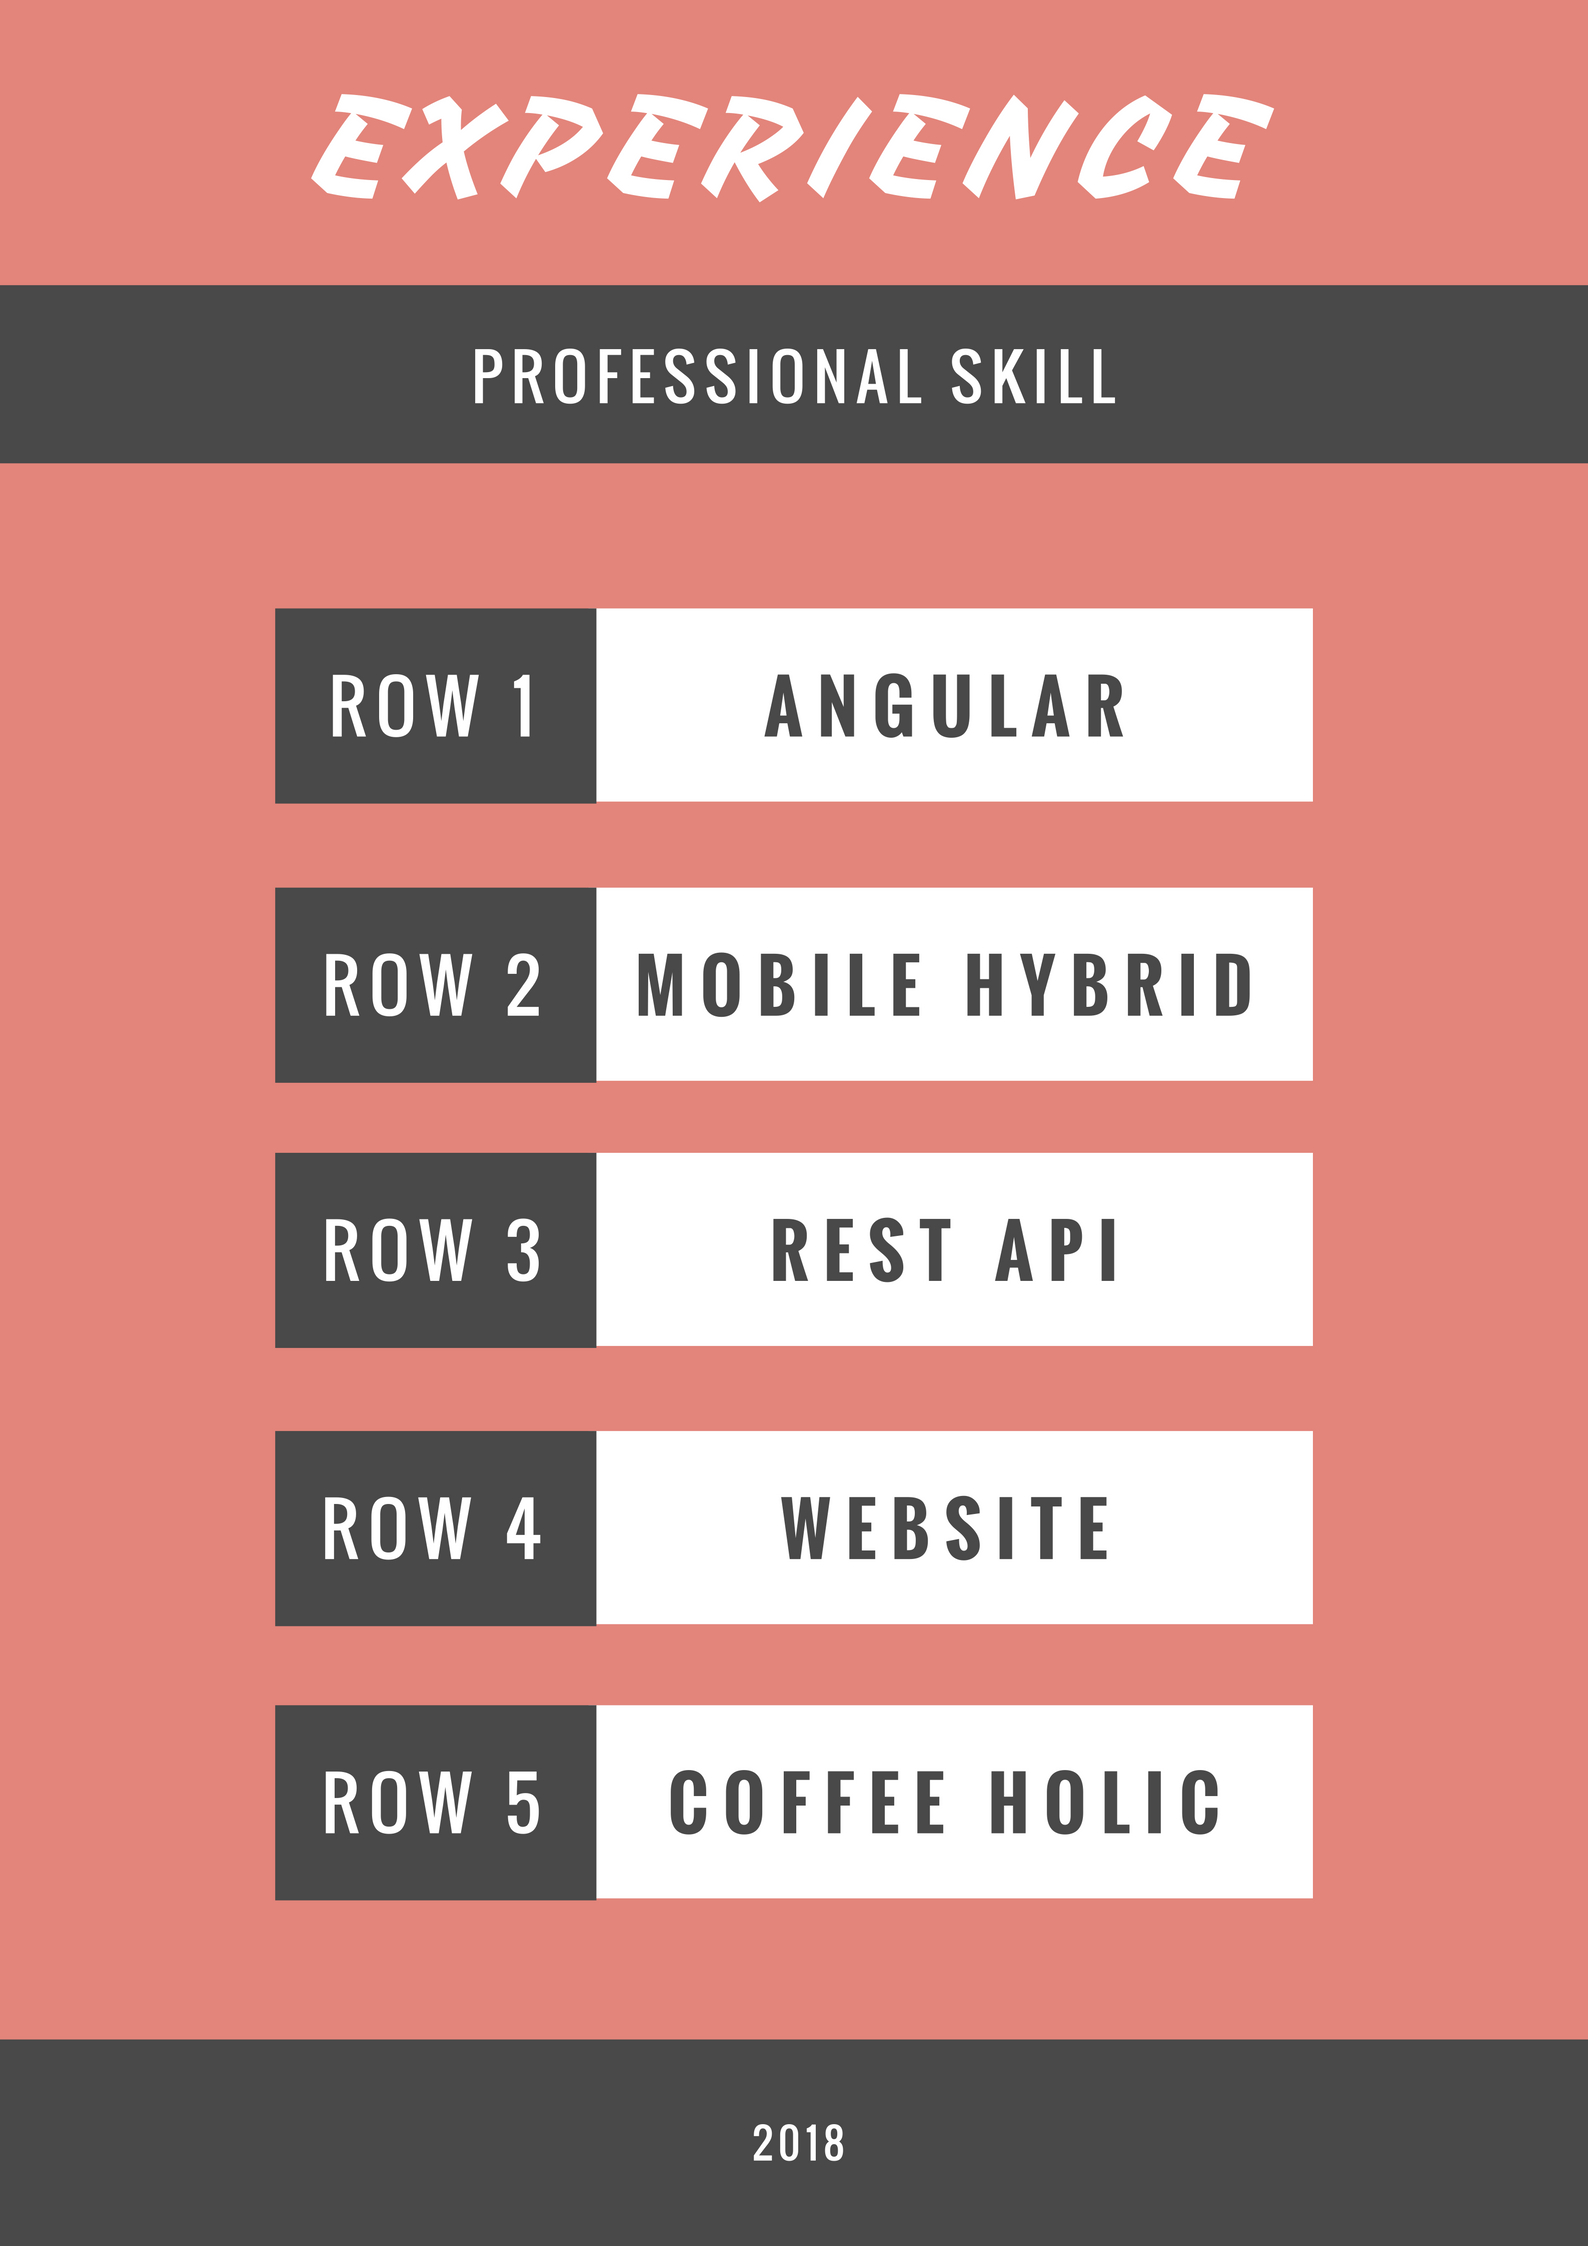 EXPERIENCE
PROFESSIONAL SKILL
ROW 1 ANGULAR
ROW 2 MOBILE HYBRID
ROW 3 REST API
ROW 4 WEBSITE
ROW 5 COFFEE HOLIC
2018